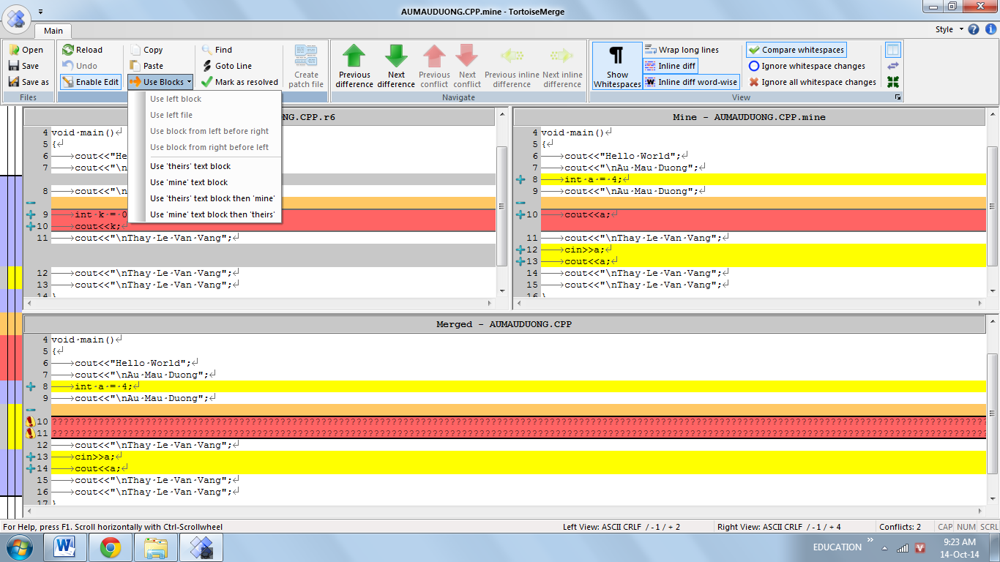 AUMAUDUONG.CPP.mine - TortoiseMerge
Main
Style
Open
Save
Save as
Files
Reload
Undo
Enable Edit
Copy
Paste
Use Blocks
Find
Goto Line
Mark as resolved
Create patch file
Previous difference
Next difference
Previous conflict
Next conflict
Previous inline difference
Next inline difference
Navigate
Show Whitespaces
Wrap long lines
Inline diff
Inline diff word-wise
Compare whitespaces
Ignore whitespace changes
Ignore all whitespace changes
View
Use left block
Use left file
Use block from left before right
Use block from right before left
Use 'theirs' text block
Use 'mine' text block
Use 'theirs' text block then 'mine'
Use 'mine' text block then 'theirs'
NG.CPP.r6
4 void·main()
5 {
6 cout<<"He
7 cout<<"\n
8 cout<<"\n
9 int·k·=·0
10 cout<<k;
11 cout<<"\nThay·Le·Van·Vang";
12 cout<<"\nThay·Le·Van·Vang";
13 cout<<"\nThay·Le·Van·Vang";
14 }
Mine - AUMAUDUONG.CPP.mine
4 void·main()
5 {
6 cout<<"Hello·World";
7 cout<<"\nAu·Mau·Duong";
8 int·a·=·4;
9 cout<<"\nAu·Mau·Duong";
10 cout<<a;
11 cout<<"\nThay·Le·Van·Vang";
12 cin>>a;
13 cout<<a;
14 cout<<"\nThay·Le·Van·Vang";
15 cout<<"\nThay·Le·Van·Vang";
16 }
Merged - AUMAUDUONG.CPP
4 void·main()
5 {
6 cout<<"Hello·World";
7 cout<<"\nAu·Mau·Duong";
8 int·a·=·4;
9 cout<<"\nAu·Mau·Duong";
10
11
12 cout<<"\nThay·Le·Van·Vang";
13 cin>>a;
14 cout<<a;
15 cout<<"\nThay·Le·Van·Vang";
16 cout<<"\nThay·Le·Van·Vang";
17 }
For Help, press F1. Scroll horizontally with Ctrl-Scrollwheel
Left View: ASCII CRLF / - 1 / + 2
Right View: ASCII CRLF / - 1 / + 4
Conflicts: 2
CAP NUM SCRL
EDUCATION
9:23 AM
14-Oct-14